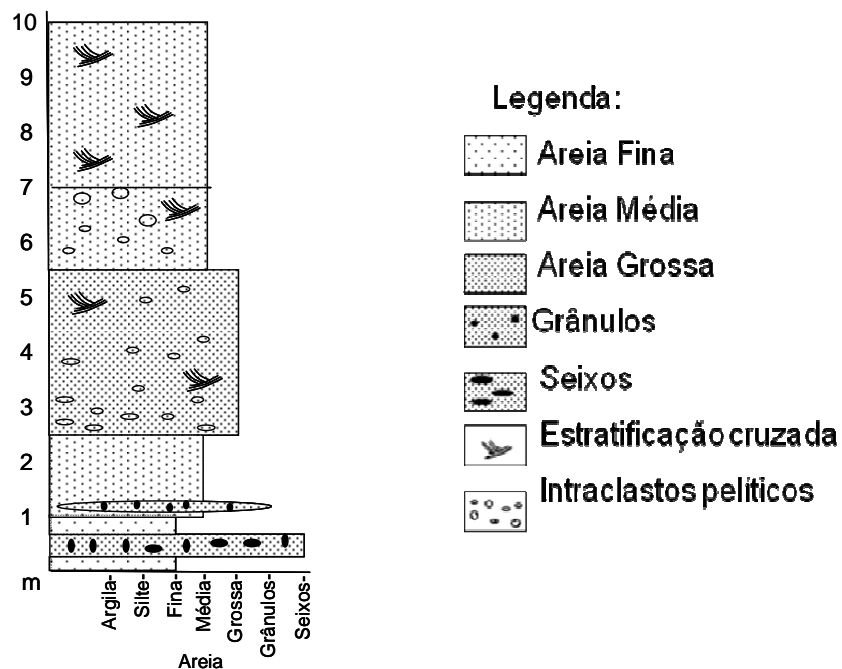 10
9
8
7
6
5
4
3
2
1
m
Argila-
Silte-
Fina-
Média-
Grossa-
Grânulos-
Seixos-
Areia
Legenda:
Areia Fina
Areia Média
Areia Grossa
Grânulos
Seixos
Estratificação cruzada
Intraclastos pelíticos